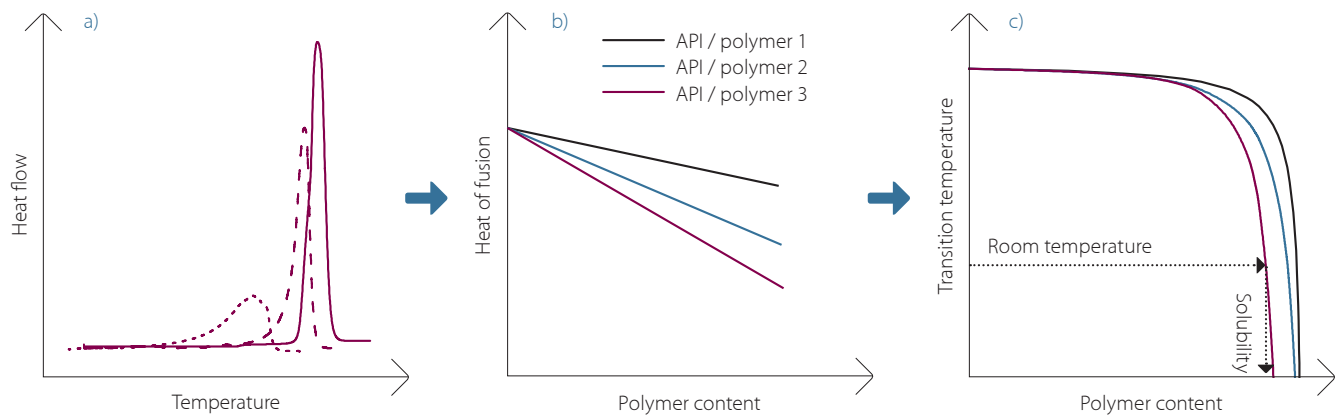 a)
Heat flow
Temperature
b)
API / polymer 1
API / polymer 2
API / polymer 3
Heat of fusion
Polymer content
c)
Transition temperature
Room temperature
Solubility
Polymer content